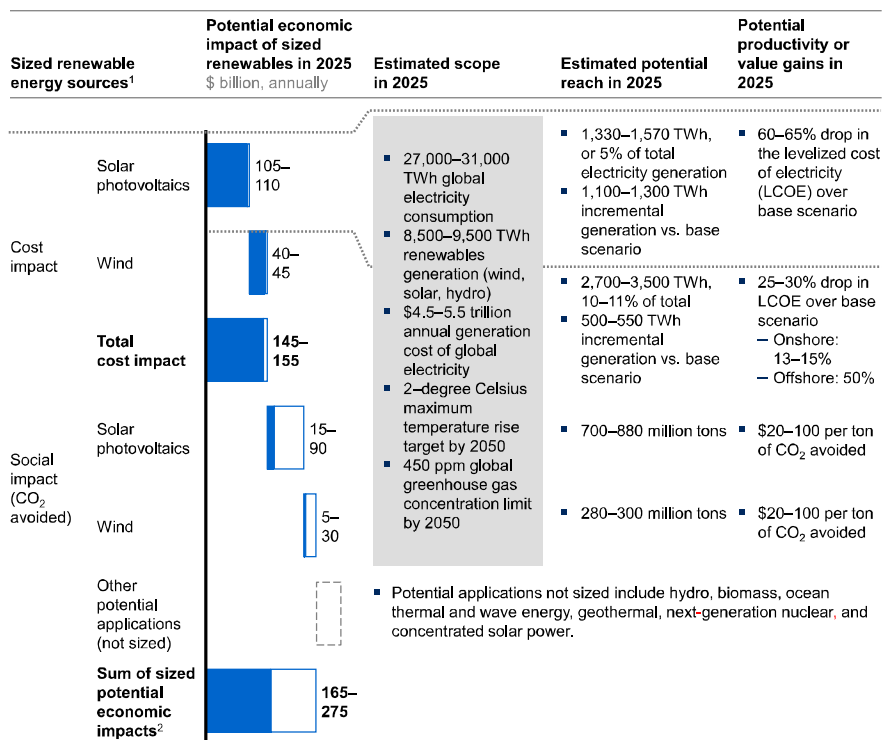 Sized renewable
energy sources1
Potential economic
impact of sized
renewables in 2025
$ billion, annually
Estimated scope
in 2025
Estimated potential
reach in 2025
Potential
productivity or
value gains in
2025
Cost
impact
Solar
photovoltaics
105–
110
Wind
40–
45
Total
cost impact
145–
155
Social
impact
(CO2
avoided)
Solar
photovoltaics
15–
90
Wind
5–
30
Other
potential
applications
(not sized)
Sum of sized
potential
economic
impacts2
165–
275
▪ 27,000–31,000
TWh global
electricity
consumption
▪ 8,500–9,500 TWh
renewables
generation (wind,
solar, hydro)
▪ $4.5–5.5 trillion
annual generation
cost of global
electricity
▪ 2–degree Celsius
maximum
temperature rise
target by 2050
▪ 450 ppm global
greenhouse gas
concentration limit
by 2050
▪ 1,330–1,570 TWh,
or 5% of total
electricity generation
▪ 1,100–1,300 TWh
incremental
generation vs. base
scenario
▪ 60–65% drop in
the levelized cost
of electricity
(LCOE) over
base scenario
▪ 2,700–3,500 TWh,
10–11% of total
▪ 500–550 TWh
incremental
generation vs. base
scenario
▪ 25–30% drop in
LCOE over base
scenario
– Onshore:
13–15%
– Offshore: 50%
▪ 700–880 million tons
▪ $20–100 per ton
of CO2 avoided
▪ 280–300 million tons
▪ $20–100 per ton
of CO2 avoided
▪ Potential applications not sized include hydro, biomass, ocean
thermal and wave energy, geothermal, next-generation nuclear, and
concentrated solar power.